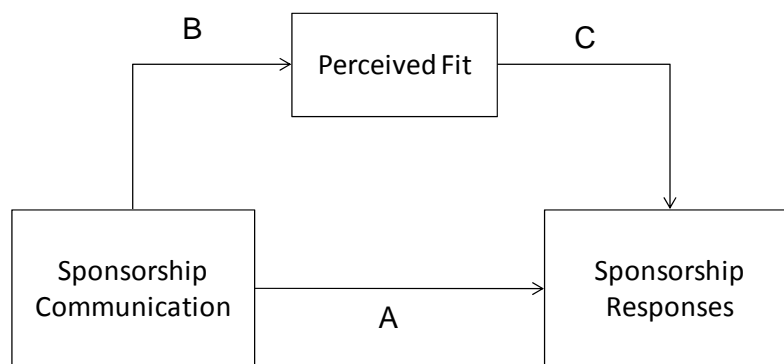 B
Perceived Fit
C
Sponsorship
Communication
A
Sponsorship
Responses